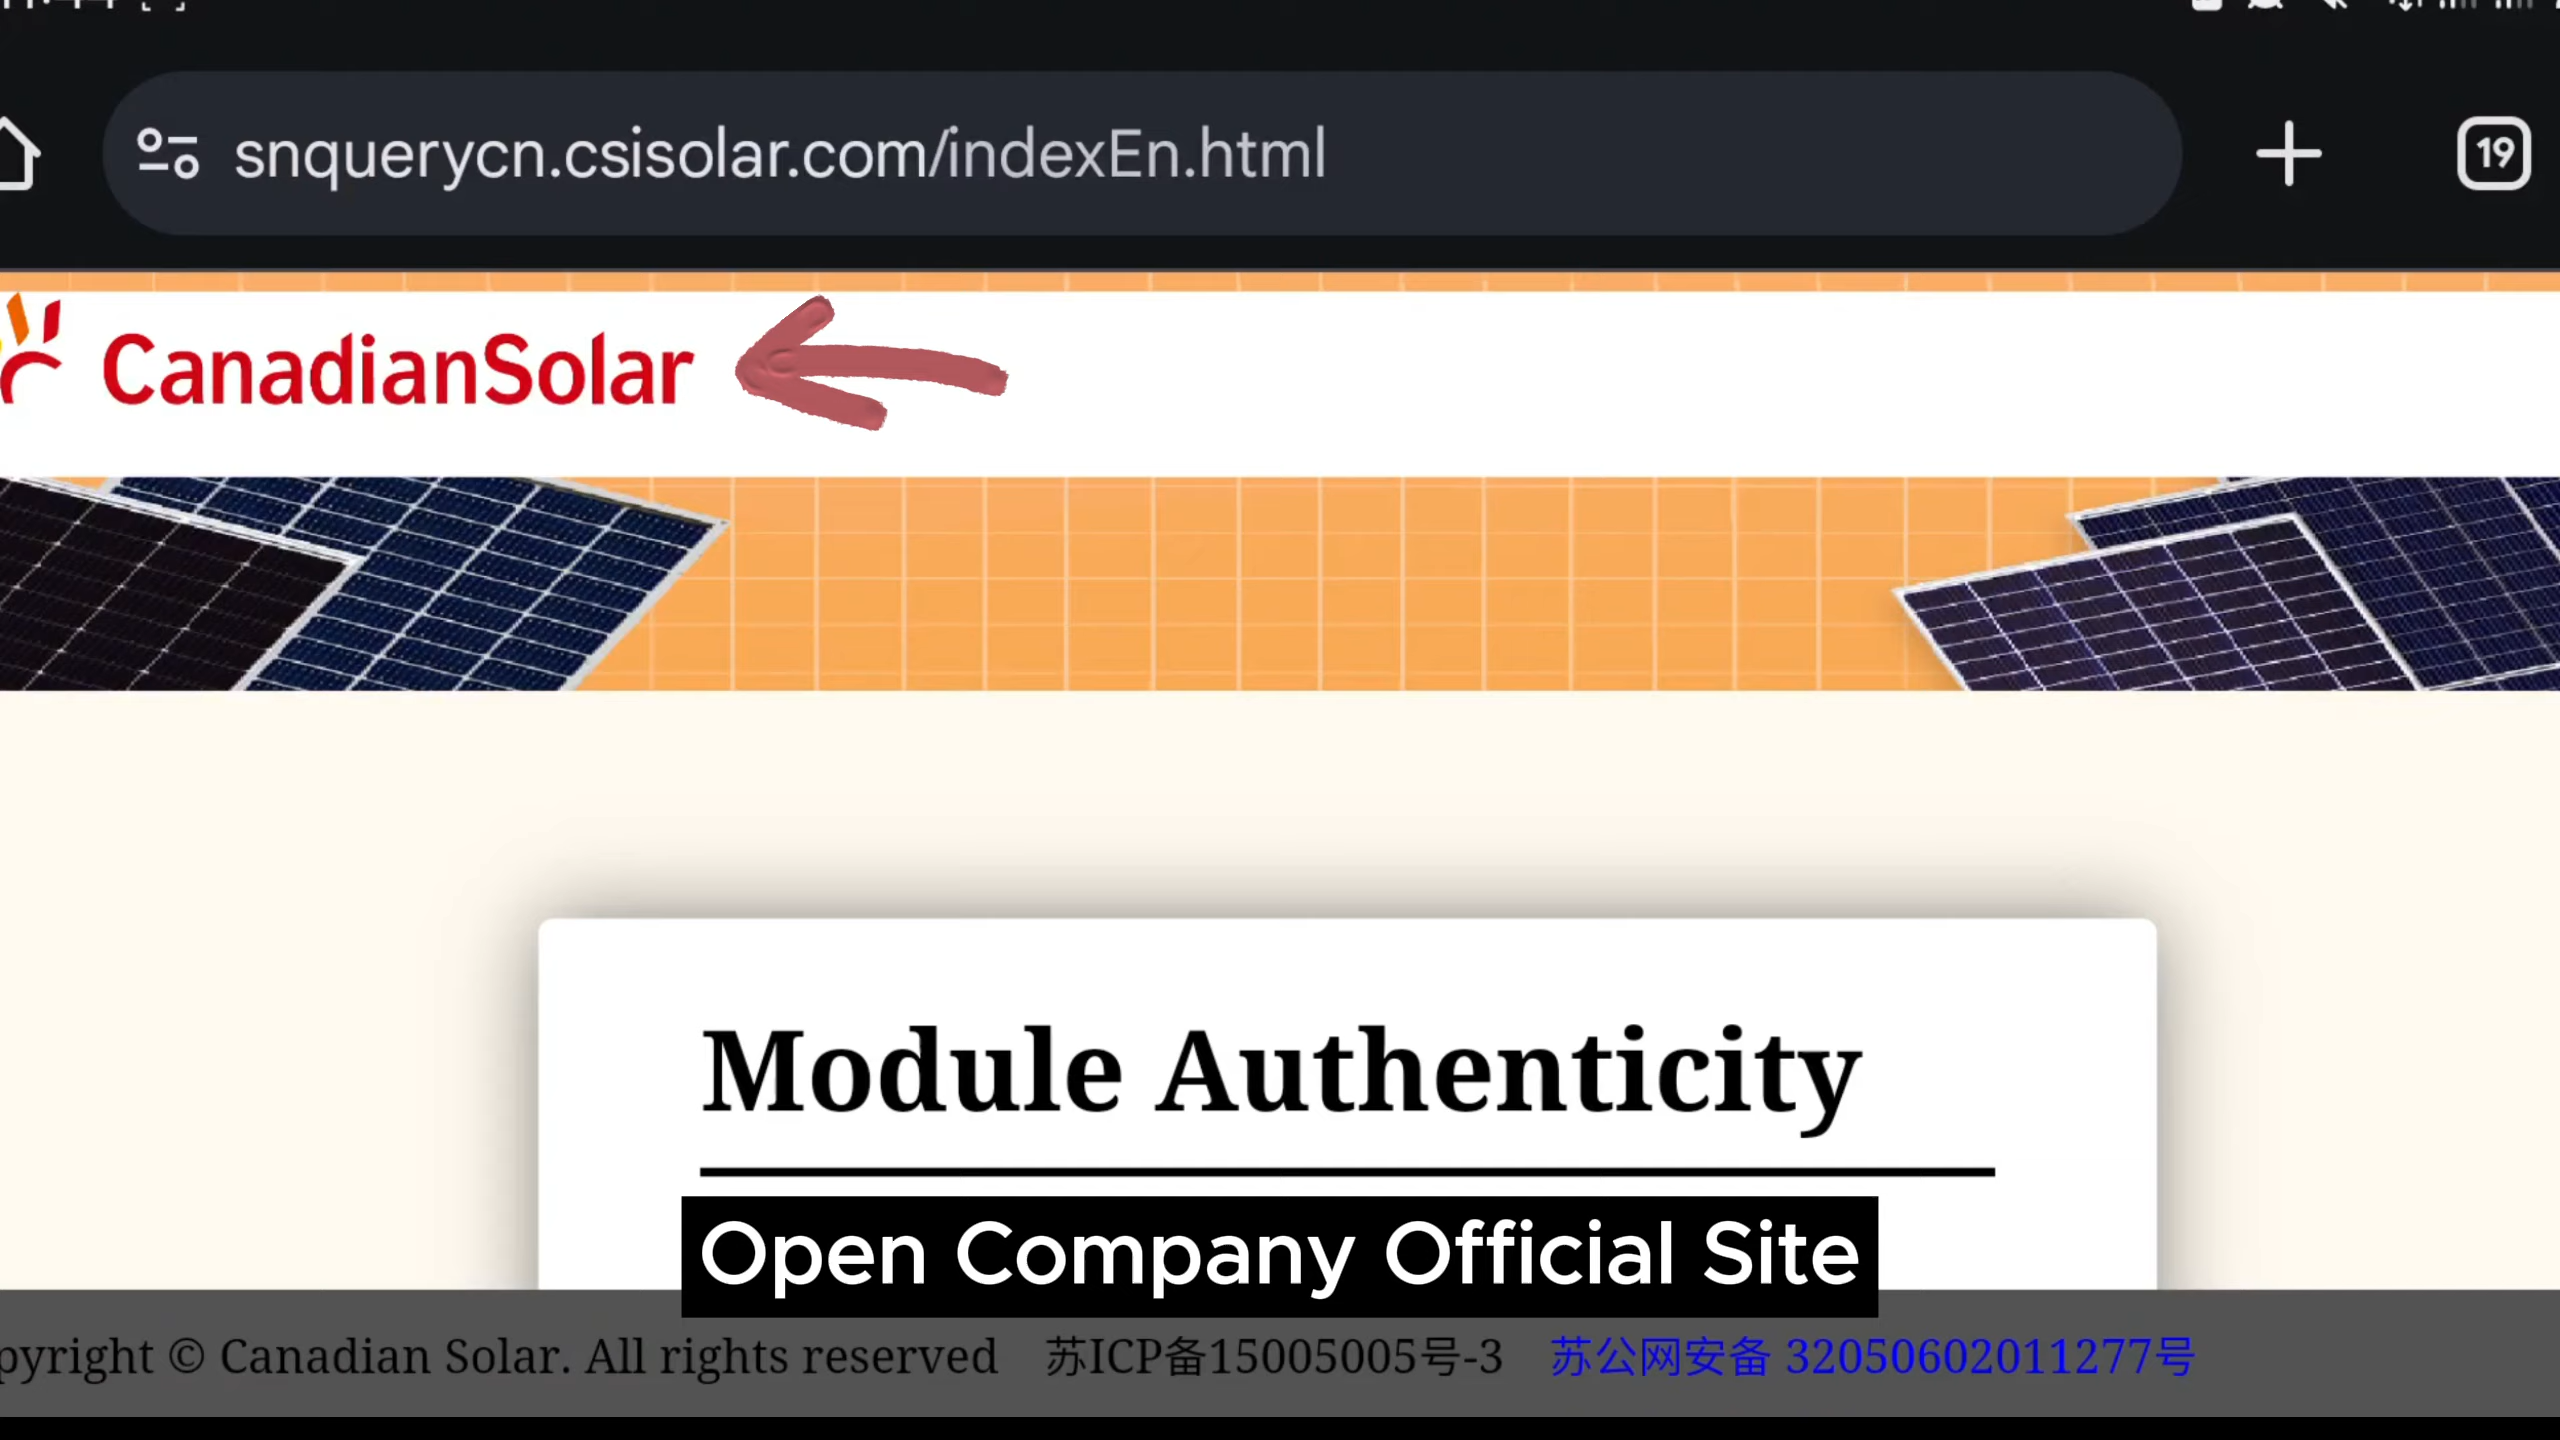 snquerycn.csisolar.com/indexEn.html
19
CanadianSolar
Module Authenticity
Open Company Official Site
pyright © Canadian Solar. All rights reserved 苏ICP备15005005号-3 苏公网安备 32050602011277号